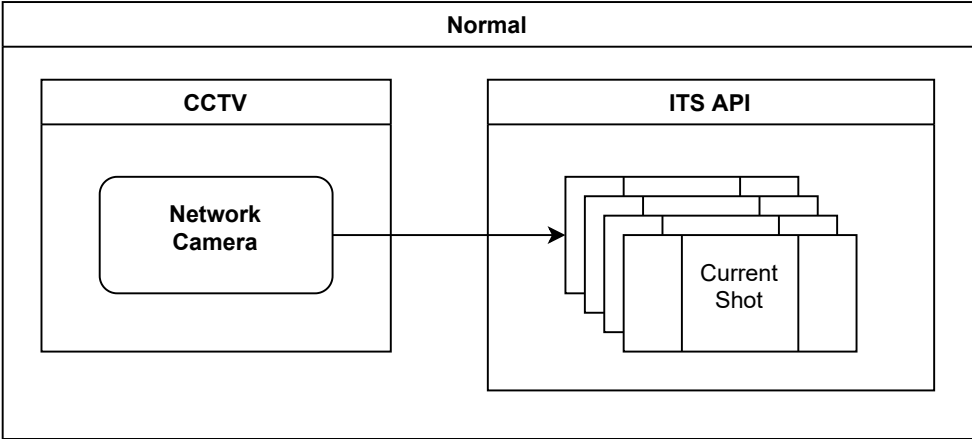 Normal
CCTV
ITS API
Network
Camera
Current
Shot